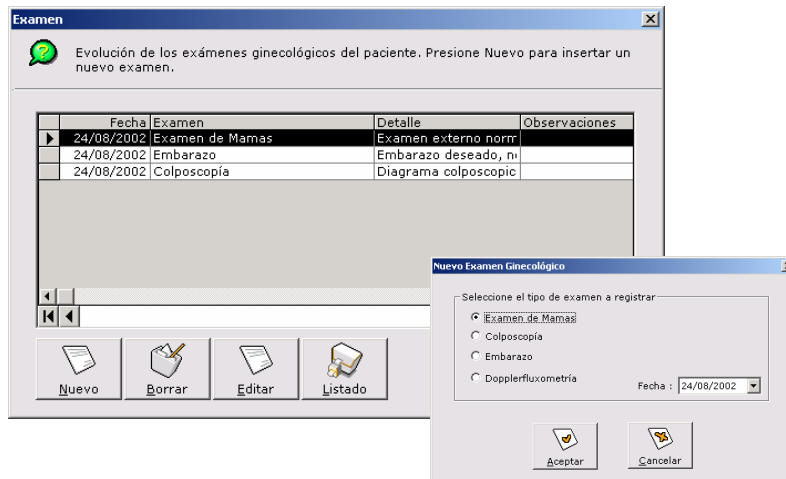 Examen
Evolución de los exámenes ginecológicos del paciente. Presione Nuevo para insertar un
nuevo examen.
Fecha Examen Detalle Observaciones
24/08/2002 Examen de Mamas Examen externo norm
24/08/2002 Embarazo Embarazo deseado, n
24/08/2002 Colposcopía Diagrama colposcopic
Nuevo Borrar Editar Listado
Nuevo Examen Ginecológico
Seleccione el tipo de examen a registrar
Examen de Mamas
Colposcopía
Embarazo
Dopplerfluxometría
Fecha : 24/08/2002
Aceptar Cancelar